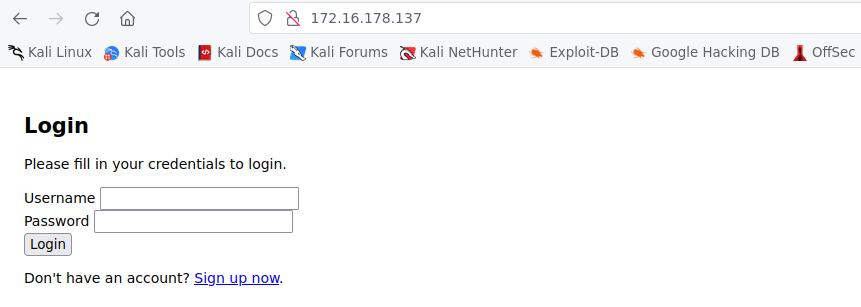 172.16.178.137
Kali Linux Kali Tools Kali Docs Kali Forums Kali NetHunter Exploit-DB Google Hacking DB OffSec
Login
Please fill in your credentials to login.
Username
Password
Login
Don't have an account? Sign up now.